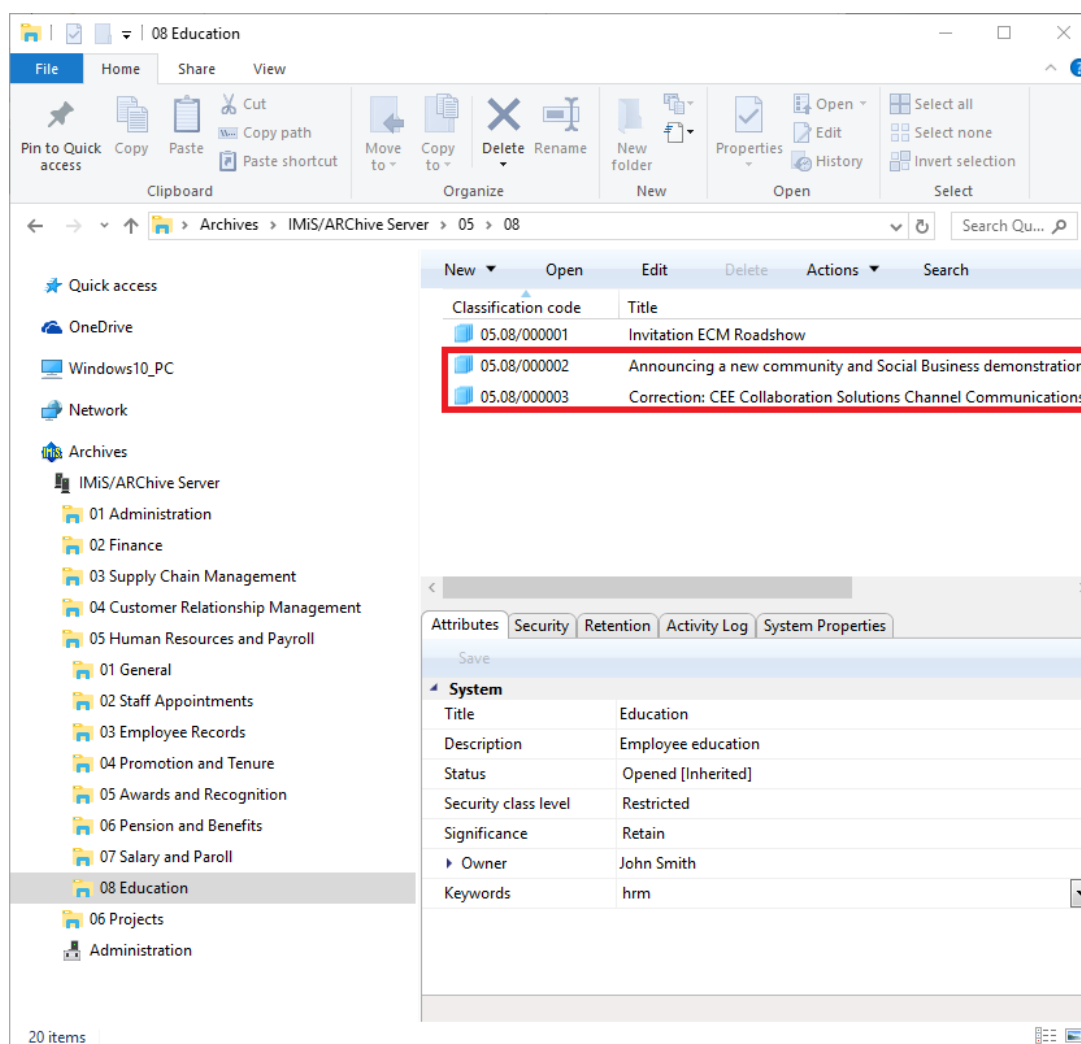 08 Education
File Home Share View
Pin to Quick access
Copy
Paste
Cut
Copy path
Paste shortcut
Clipboard
Move to
Copy to
Delete
Rename
Organize
New folder
New
Properties
Open
Edit
History
Open
Select all
Select none
Invert selection
Select
Archives > IMiS/ARChive Server > 05 > 08
Search Qu...
Quick access
OneDrive
Windows10_PC
Network
Archives
IMiS/ARChive Server
01 Administration
02 Finance
03 Supply Chain Management
04 Customer Relationship Management
05 Human Resources and Payroll
01 General
02 Staff Appointments
03 Employee Records
04 Promotion and Tenure
05 Awards and Recognition
06 Pension and Benefits
07 Salary and Paroll
08 Education
06 Projects
Administration
New Open Edit Delete Actions Search
Classification code Title
05.08/000001 Invitation ECM Roadshow
05.08/000002 Announcing a new community and Social Business demonstration
05.08/000003 Correction: CEE Collaboration Solutions Channel Communications
Attributes Security Retention Activity Log System Properties
Save
System
Title Education
Description Employee education
Status Opened [Inherited]
Security class level Restricted
Significance Retain
Owner John Smith
Keywords hrm
20 items